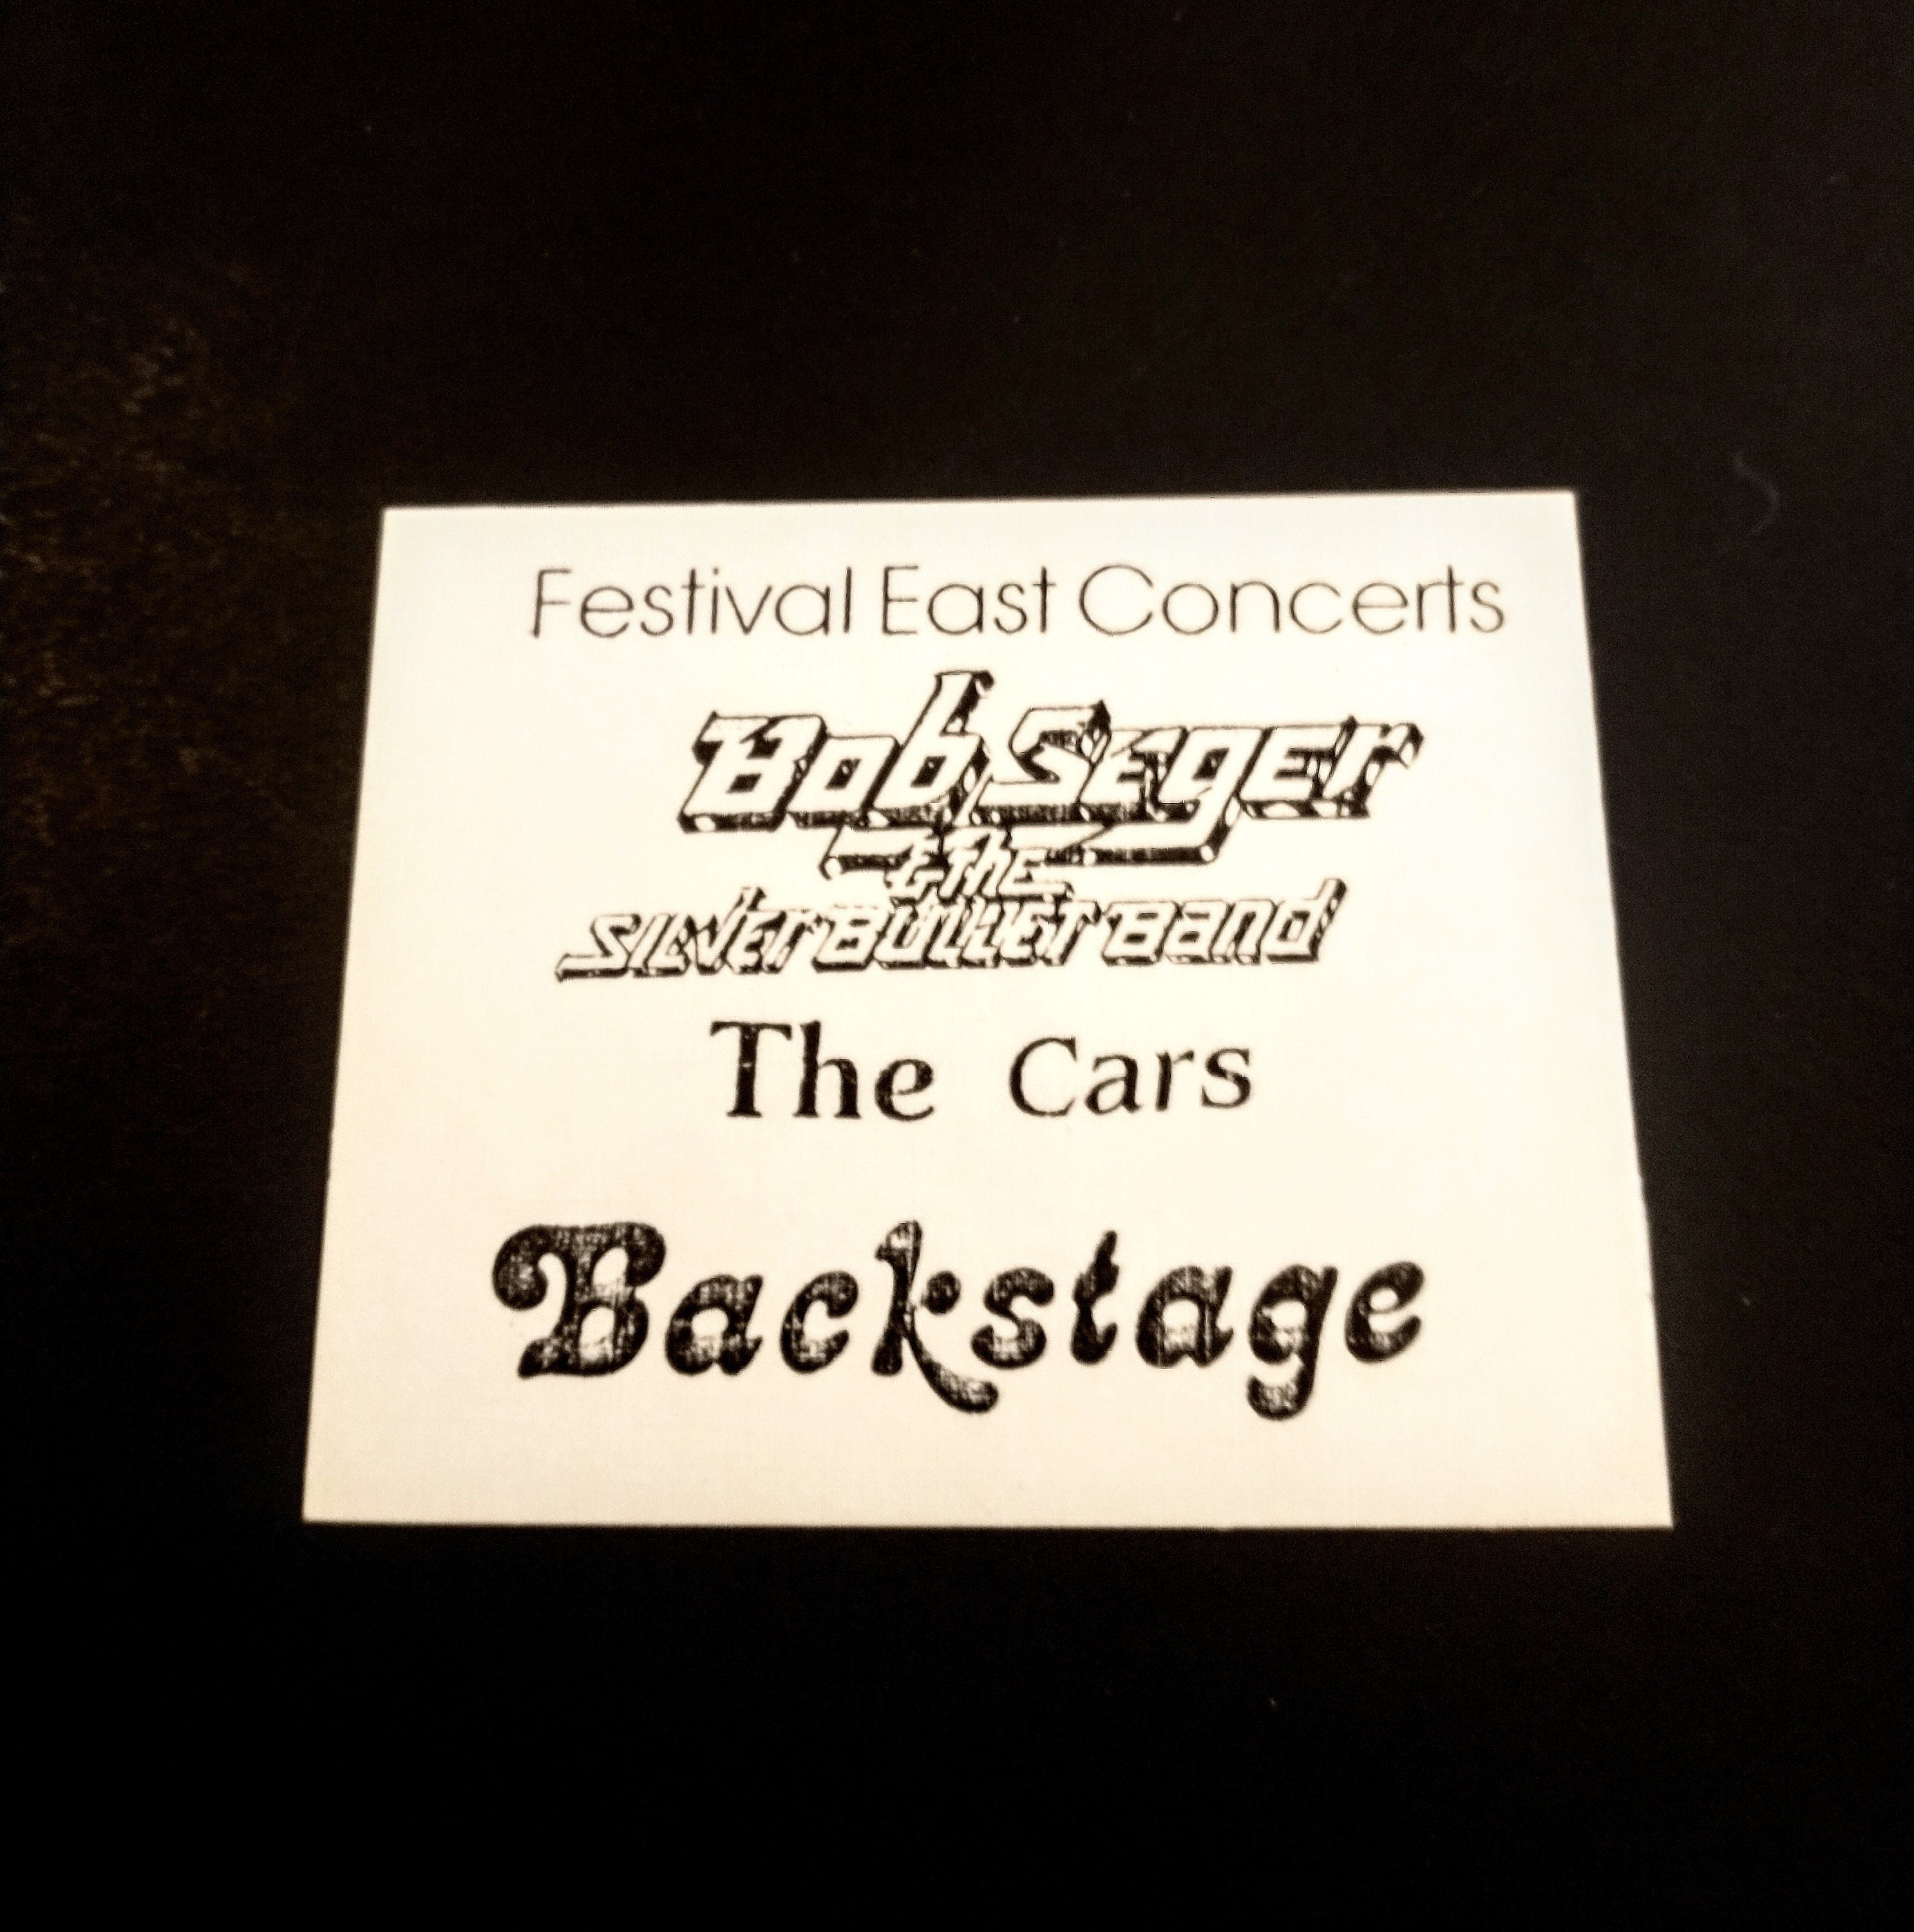 Festival East Concerts
Bob Seger
& The
Silver Bullet Band
The Cars
Backstage